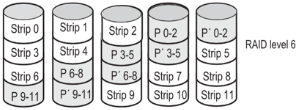 Strip 0 Strip 1 Strip 2 P 0-2 P´ 0-2
Strip 3 Strip 4 P 3-5 P´ 3-5 Strip 5
Strip 6 P 6-8 P´ 6-8 Strip 7 Strip 8
P 9-11 P´ 9-11 Strip 9 Strip 10 Strip 11
RAID level 6